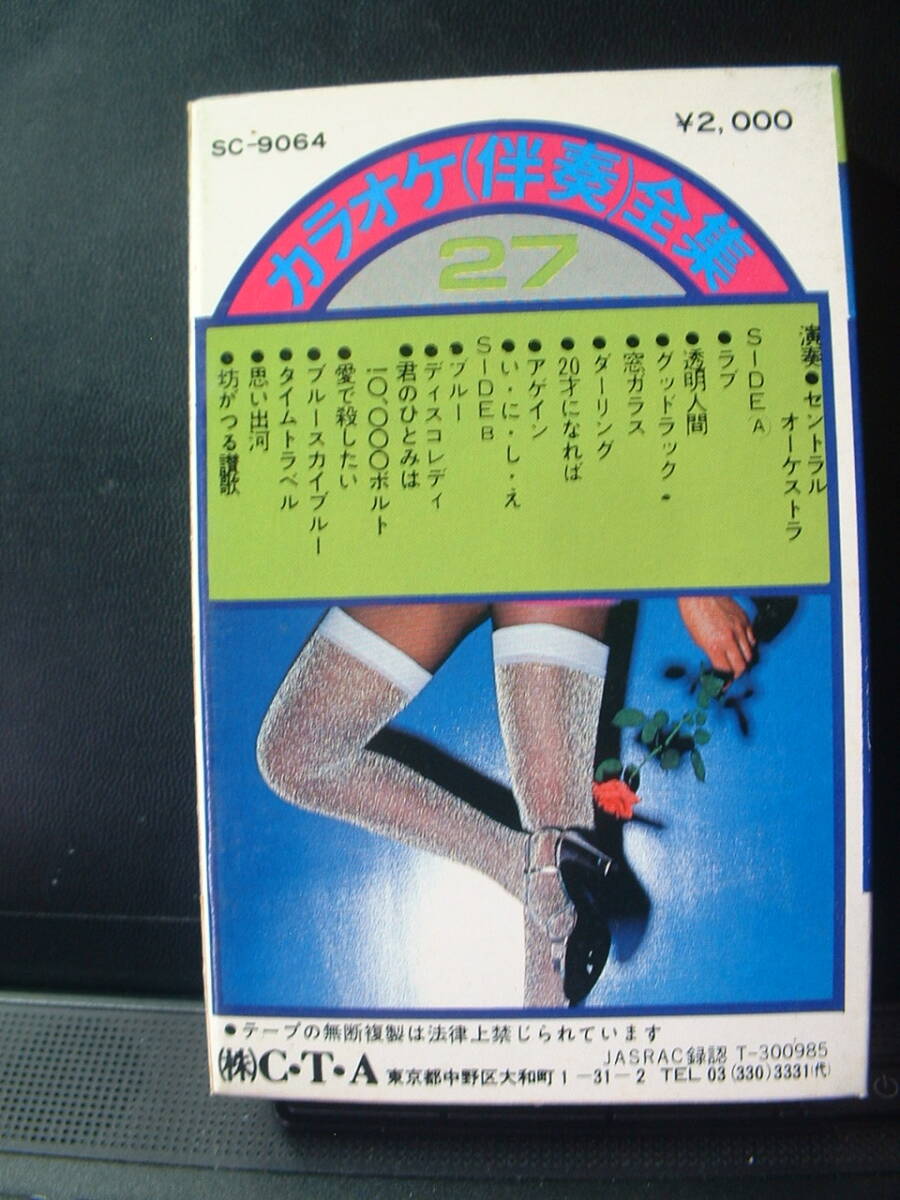 SC-9064
¥2,000
カラオケ(伴奏)全集
27
演奏●セントラル
オーケストラ
SIDE(A)
●ラブ
●透明人間
●グッドラック・
●窓ガラス
●ダーリング
●20才になれば
●アゲイン
●い・に・し・え
SIDE B
●ブルー
●ディスコレディ
●君のひとみは
一〇,〇〇〇ボルト
●愛で殺したい
●ブルースカイブルー
●タイムトラベル
●思い出河
●坊がつる讃歌
●テープの無断複製は法律上禁じられています
JASRAC録認 T-300985
㈱C・T・A 東京都中野区大和町1-31-2 TEL 03(330)3331(代)